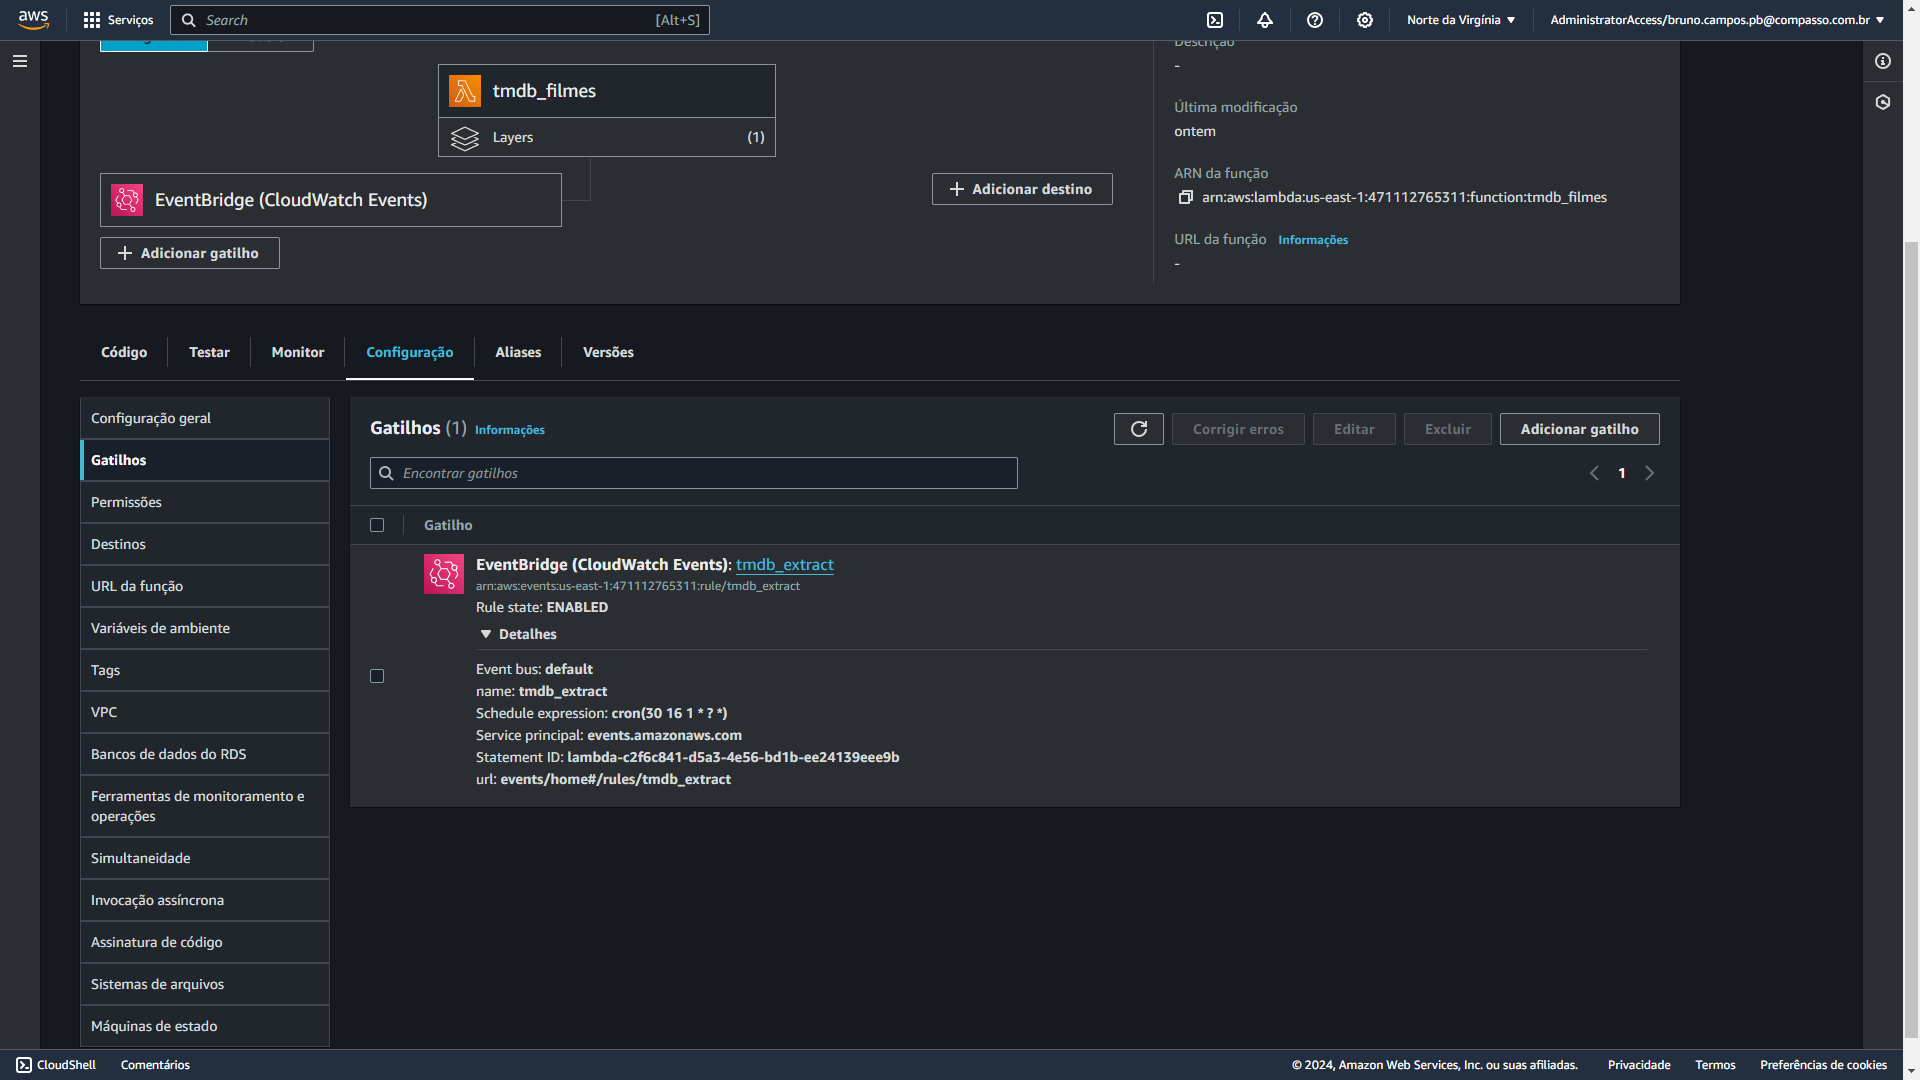 aws
Serviços
Search
[Alt+S]
Norte da Virgínia
AdministratorAccess/bruno.campos.pb@compasso.com.br
tmdb_filmes
Layers
(1)
EventBridge (CloudWatch Events)
Adicionar gatilho
Adicionar destino
Descrição
-
Última modificação
ontem
ARN da função
arn:aws:lambda:us-east-1:471112765311:function:tmdb_filmes
URL da função Informações
-
Código
Testar
Monitor
Configuração
Aliases
Versões
Configuração geral
Gatilhos
Permissões
Destinos
URL da função
Variáveis de ambiente
Tags
VPC
Bancos de dados do RDS
Ferramentas de monitoramento e
operações
Simultaneidade
Invocação assíncrona
Assinatura de código
Sistemas de arquivos
Máquinas de estado
Gatilhos (1) Informações
Corrigir erros
Editar
Excluir
Adicionar gatilho
Encontrar gatilhos
1
Gatilho
EventBridge (CloudWatch Events): tmdb_extract
arn:aws:events:us-east-1:471112765311:rule/tmdb_extract
Rule state: ENABLED
Detalhes
Event bus: default
name: tmdb_extract
Schedule expression: cron(30 16 1 * ? *)
Service principal: events.amazonaws.com
Statement ID: lambda-c2f6c841-d5a3-4e56-bd1b-ee24139eee9b
url: events/home#/rules/tmdb_extract
CloudShell
Comentários
© 2024, Amazon Web Services, Inc. ou suas afiliadas.
Privacidade
Termos
Preferências de cookies